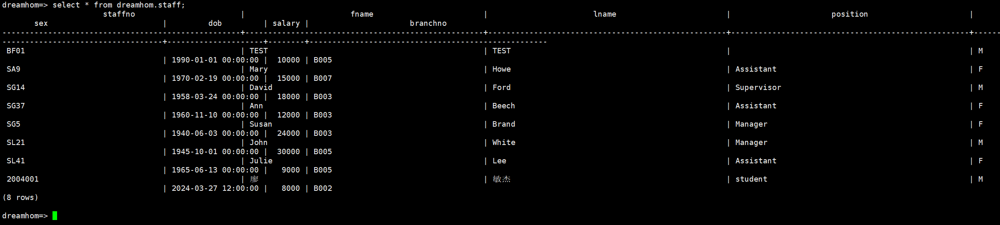 dreamhom=> select * from dreamhom.staff;
staffno | fname | lname | position |
sex | dob | salary | branchno
----------------------------------------------------+-----------------------------------------------------+-----------------------------------------------------+-----------------------------------------------------+------
-----------------------------------+---------------------+--------+-----------------------------------------------------
BF01 | TEST | TEST | | M
| 1990-01-01 00:00:00 | 10000 | B005
SA9 | Mary | Howe | Assistant | F
| 1970-02-19 00:00:00 | 15000 | B007
SG14 | David | Ford | Supervisor | M
| 1958-03-24 00:00:00 | 18000 | B003
SG37 | Ann | Beech | Assistant | F
| 1960-11-10 00:00:00 | 12000 | B003
SG5 | Susan | Brand | Manager | F
| 1940-06-03 00:00:00 | 24000 | B003
SL21 | John | White | Manager | M
| 1945-10-01 00:00:00 | 30000 | B005
SL41 | Julie | Lee | Assistant | F
| 1965-06-13 00:00:00 | 9000 | B005
2004001 | 廖 | 敏杰 | student | M
| 2024-03-27 12:00:00 | 8000 | B002
(8 rows)
dreamhom=>